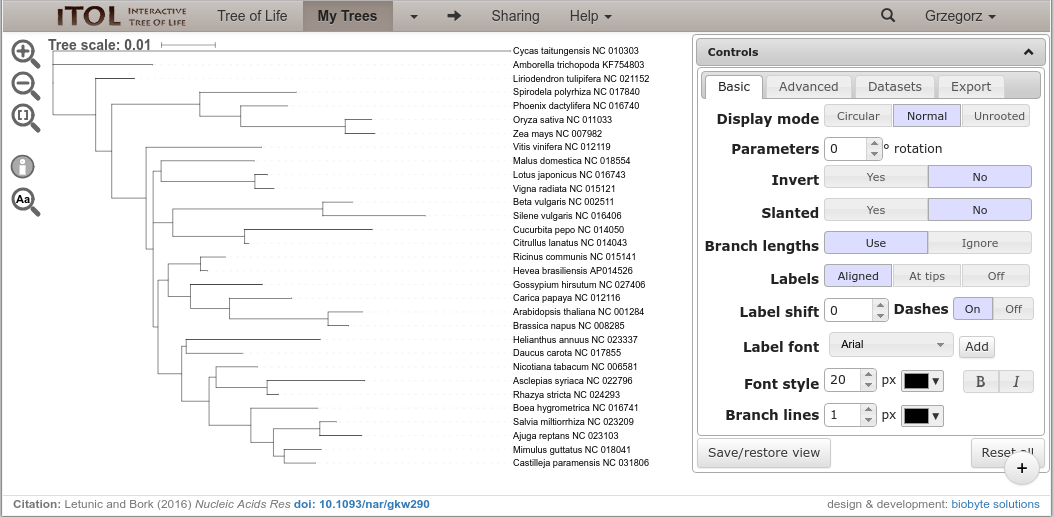 iTOL INTERACTIVE TREE OF LIFE Tree of Life My Trees Sharing Help Grzegorz
Tree scale: 0.01
Cycas taitungensis NC 010303
Amborella trichopoda KF754803
Liriodendron tulipifera NC 021152
Spirodela polyrhiza NC 017840
Phoenix dactylifera NC 016740
Oryza sativa NC 011033
Zea mays NC 007982
Vitis vinifera NC 012119
Malus domestica NC 018554
Lotus japonicus NC 016743
Vigna radiata NC 015121
Beta vulgaris NC 002511
Silene vulgaris NC 016406
Cucurbita pepo NC 014050
Citrullus lanatus NC 014043
Ricinus communis NC 015141
Hevea brasiliensis AP014526
Gossypium hirsutum NC 027406
Carica papaya NC 012116
Arabidopsis thaliana NC 001284
Brassica napus NC 008285
Helianthus annuus NC 023337
Daucus carota NC 017855
Nicotiana tabacum NC 006581
Asclepias syriaca NC 022796
Rhazya stricta NC 024293
Boea hygrometrica NC 016741
Salvia miltiorrhiza NC 023209
Ajuga reptans NC 023103
Mimulus guttatus NC 018041
Castilleja paramensis NC 031806
Aa
Controls
Basic Advanced Datasets Export
Display mode Circular Normal Unrooted
Parameters 0 ° rotation
Invert Yes No
Slanted Yes No
Branch lengths Use Ignore
Labels Aligned At tips Off
Label shift 0 Dashes On Off
Label font Arial Add
Font style 20 px B I
Branch lines 1 px
Save/restore view Reset all
+
Citation: Letunic and Bork (2016) Nucleic Acids Res doi: 10.1093/nar/gkw290 design & development: biobyte solutions